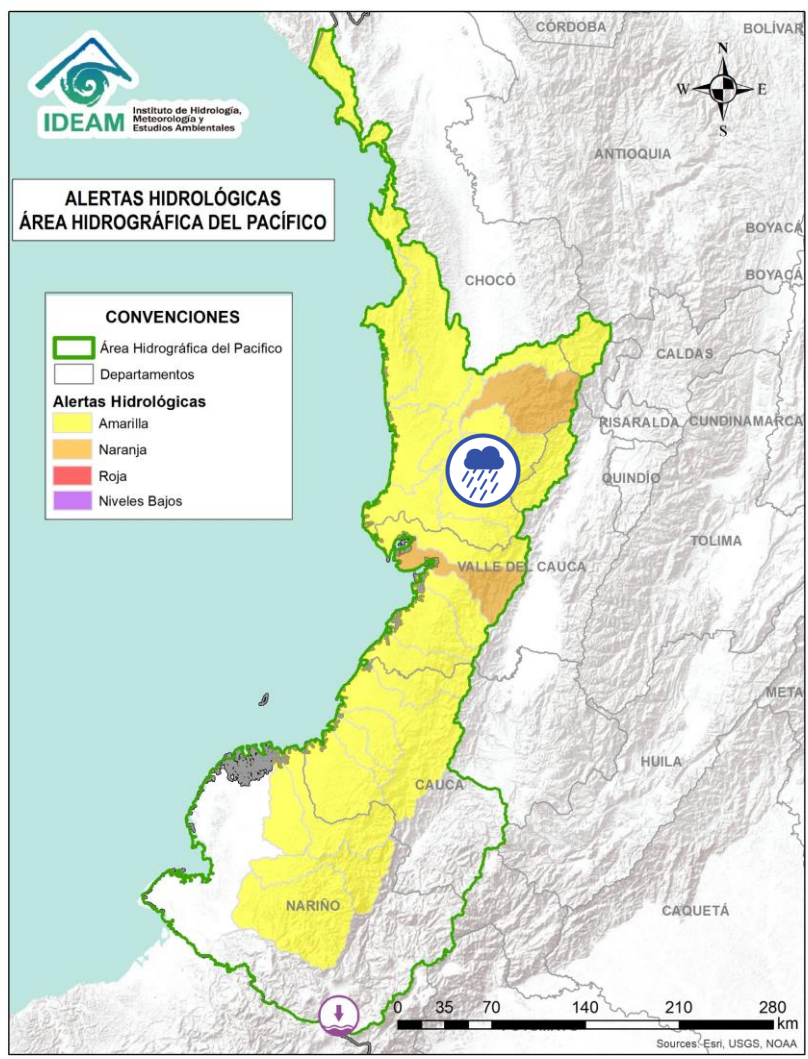 IDEAM
Instituto de Hidrología,
Meteorología y
Estudios Ambientales
ALERTAS HIDROLÓGICAS
ÁREA HIDROGRÁFICA DEL PACÍFICO
CONVENCIONES
Área Hidrográfica del Pacifico
Departamentos
Alertas Hidrológicas
Amarilla
Naranja
Roja
Niveles Bajos
N
W
E
S
CÓRDOBA
BOLÍVAR
ANTIOQUIA
BOYACÁ
BOYACÁ
CHOCÓ
CALDAS
RISARALDA
CUNDINAMARCA
QUINDÍO
TOLIMA
VALLE DEL CAUCA
META
HUILA
CAUCA
NARIÑO
CAQUETÁ
0 35 70 140 210 280
km
Sources: Esri, USGS, NOAA